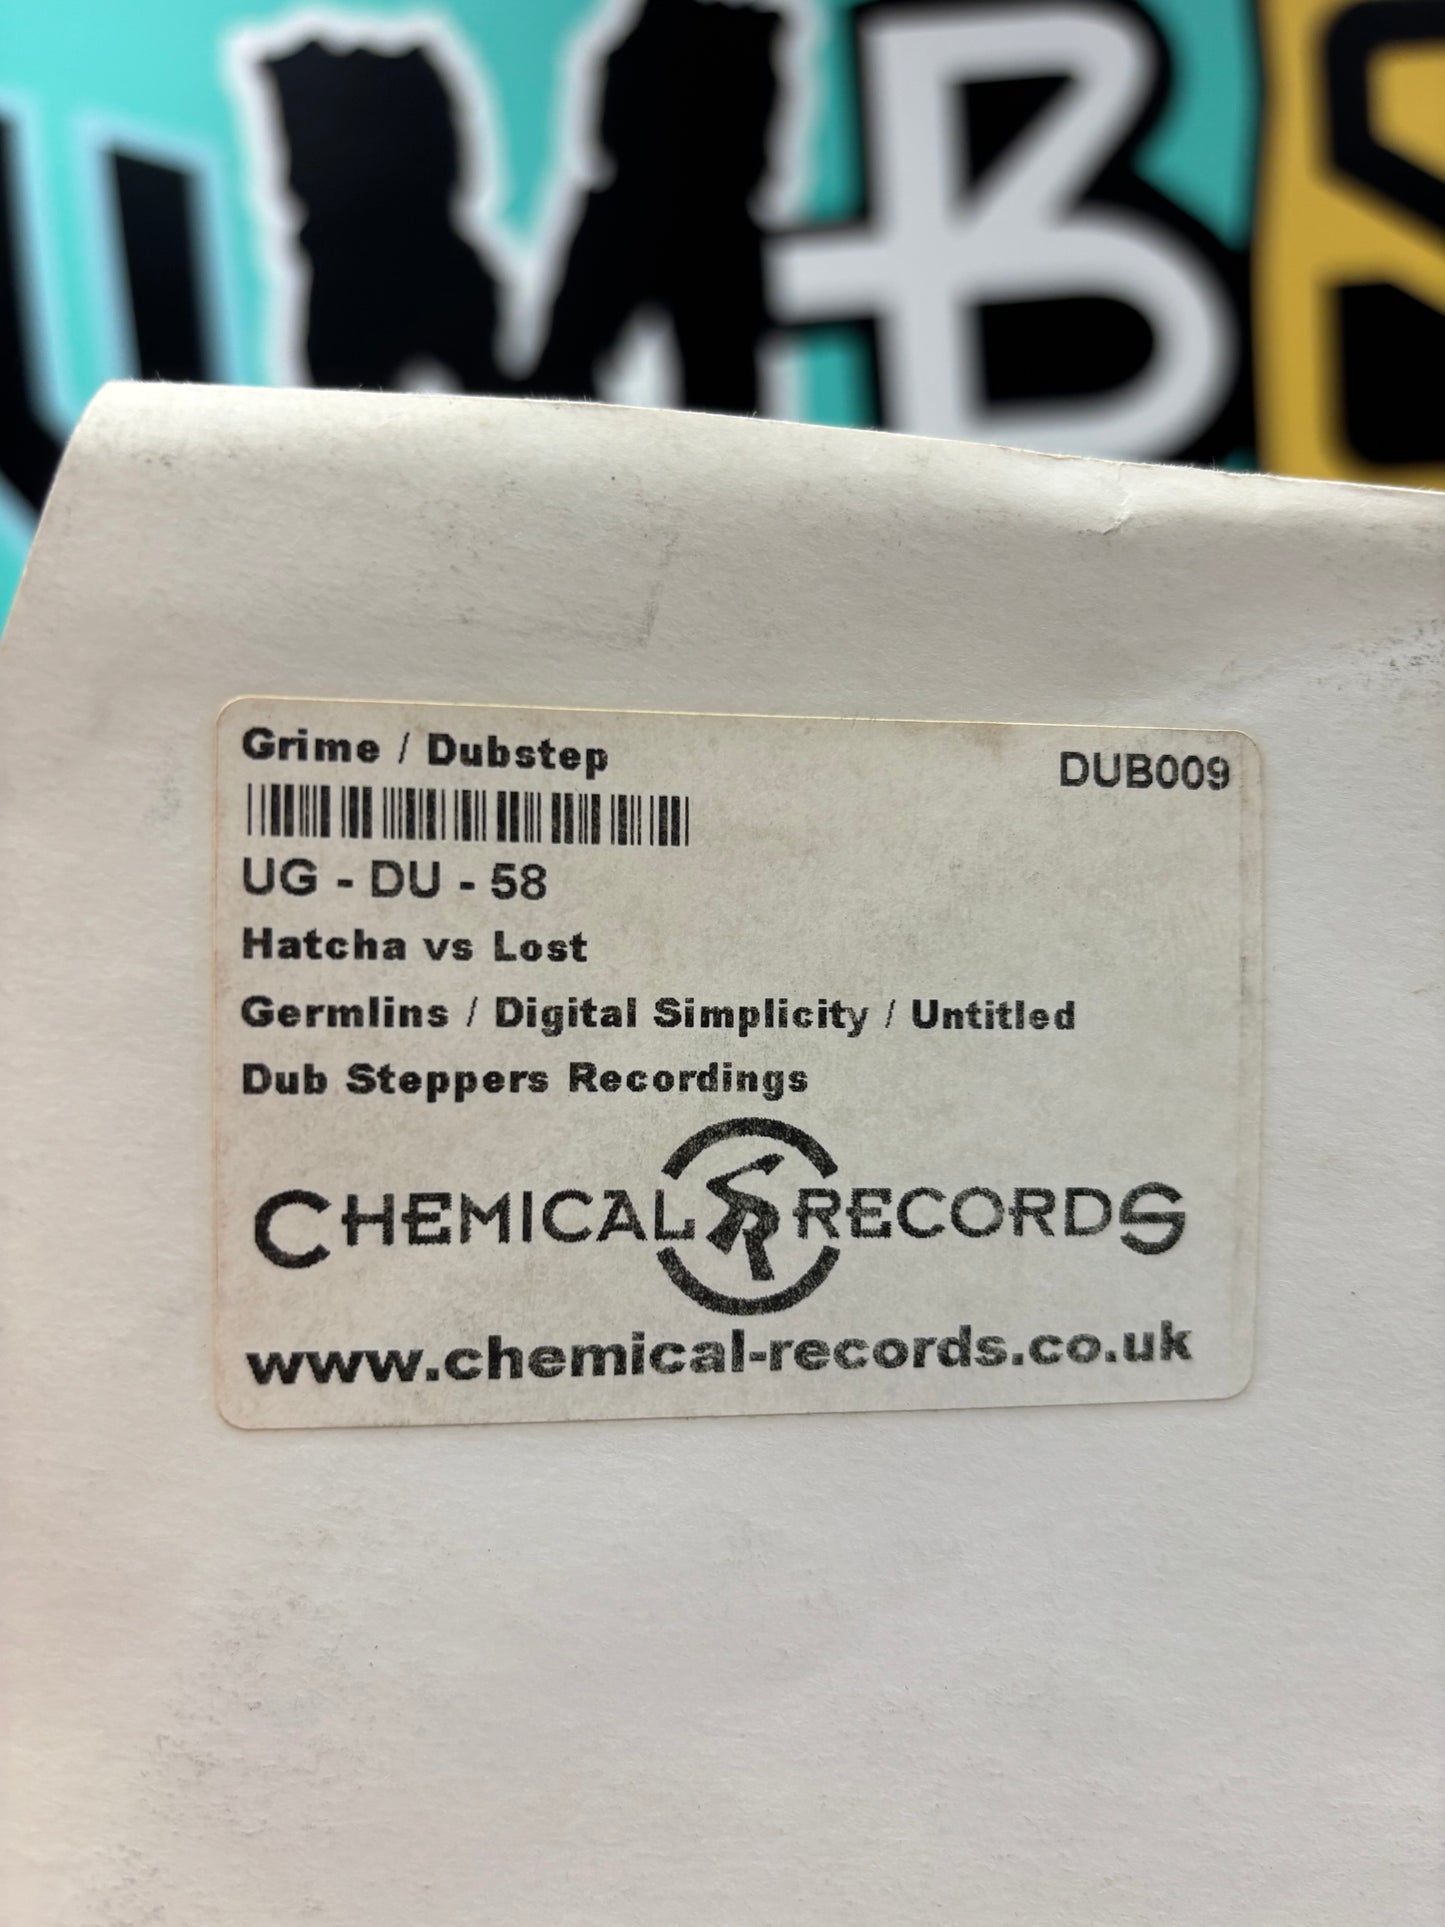 UMBS
Grime / Dubstep
DUB009
UG - DU - 58
Hatcha vs Lost
Germlins / Digital Simplicity / Untitled
Dub Steppers Recordings
CHEMICAL R RECORDS
www.chemical-records.co.uk